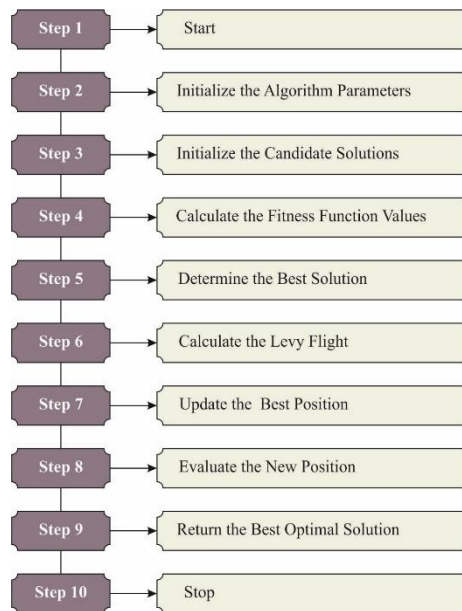 Step 1 Start
Step 2 Initialize the Algorithm Parameters
Step 3 Initialize the Candidate Solutions
Step 4 Calculate the Fitness Function Values
Step 5 Determine the Best Solution
Step 6 Calculate the Levy Flight
Step 7 Update the Best Position
Step 8 Evaluate the New Position
Step 9 Return the Best Optimal Solution
Step 10 Stop